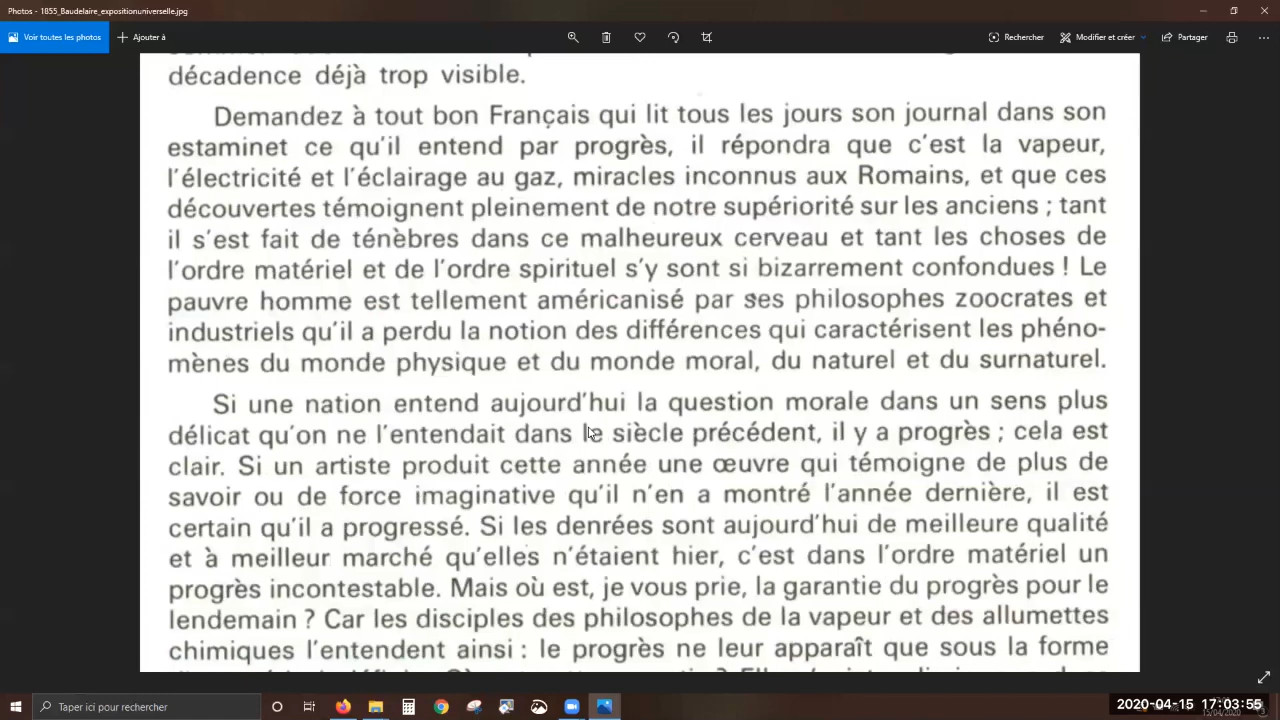 Photos - 1855_Baudelaire_expositionuniverselle.jpg
Voir toutes les photos
Ajouter à
Rechercher
Modifier et créer
Partager
décadence déjà trop visible.
Demandez à tout bon Français qui lit tous les jours son journal dans son
estaminet ce qu'il entend par progrès, il répondra que c'est la vapeur,
l'électricité et l'éclairage au gaz, miracles inconnus aux Romains, et que ces
découvertes témoignent pleinement de notre supériorité sur les anciens ; tant
il s'est fait de ténèbres dans ce malheureux cerveau et tant les choses de
l'ordre matériel et de l'ordre spirituel s'y sont si bizarrement confondues ! Le
pauvre homme est tellement américanisé par ses philosophes zoocrates et
industriels qu'il a perdu la notion des différences qui caractérisent les phéno-
mènes du monde physique et du monde moral, du naturel et du surnaturel.
Si une nation entend aujourd'hui la question morale dans un sens plus
délicat qu'on ne l'entendait dans le siècle précédent, il y a progrès ; cela est
clair. Si un artiste produit cette année une œuvre qui témoigne de plus de
savoir ou de force imaginative qu'il n'en a montré l'année dernière, il est
certain qu'il a progressé. Si les denrées sont aujourd'hui de meilleure qualité
et à meilleur marché qu'elles n'étaient hier, c'est dans l'ordre matériel un
progrès incontestable. Mais où est, je vous prie, la garantie du progrès pour le
lendemain ? Car les disciples des philosophes de la vapeur et des allumettes
chimiques l'entendent ainsi : le progrès ne leur apparaît que sous la forme
Taper ici pour rechercher
2020-04-15 17:03:55